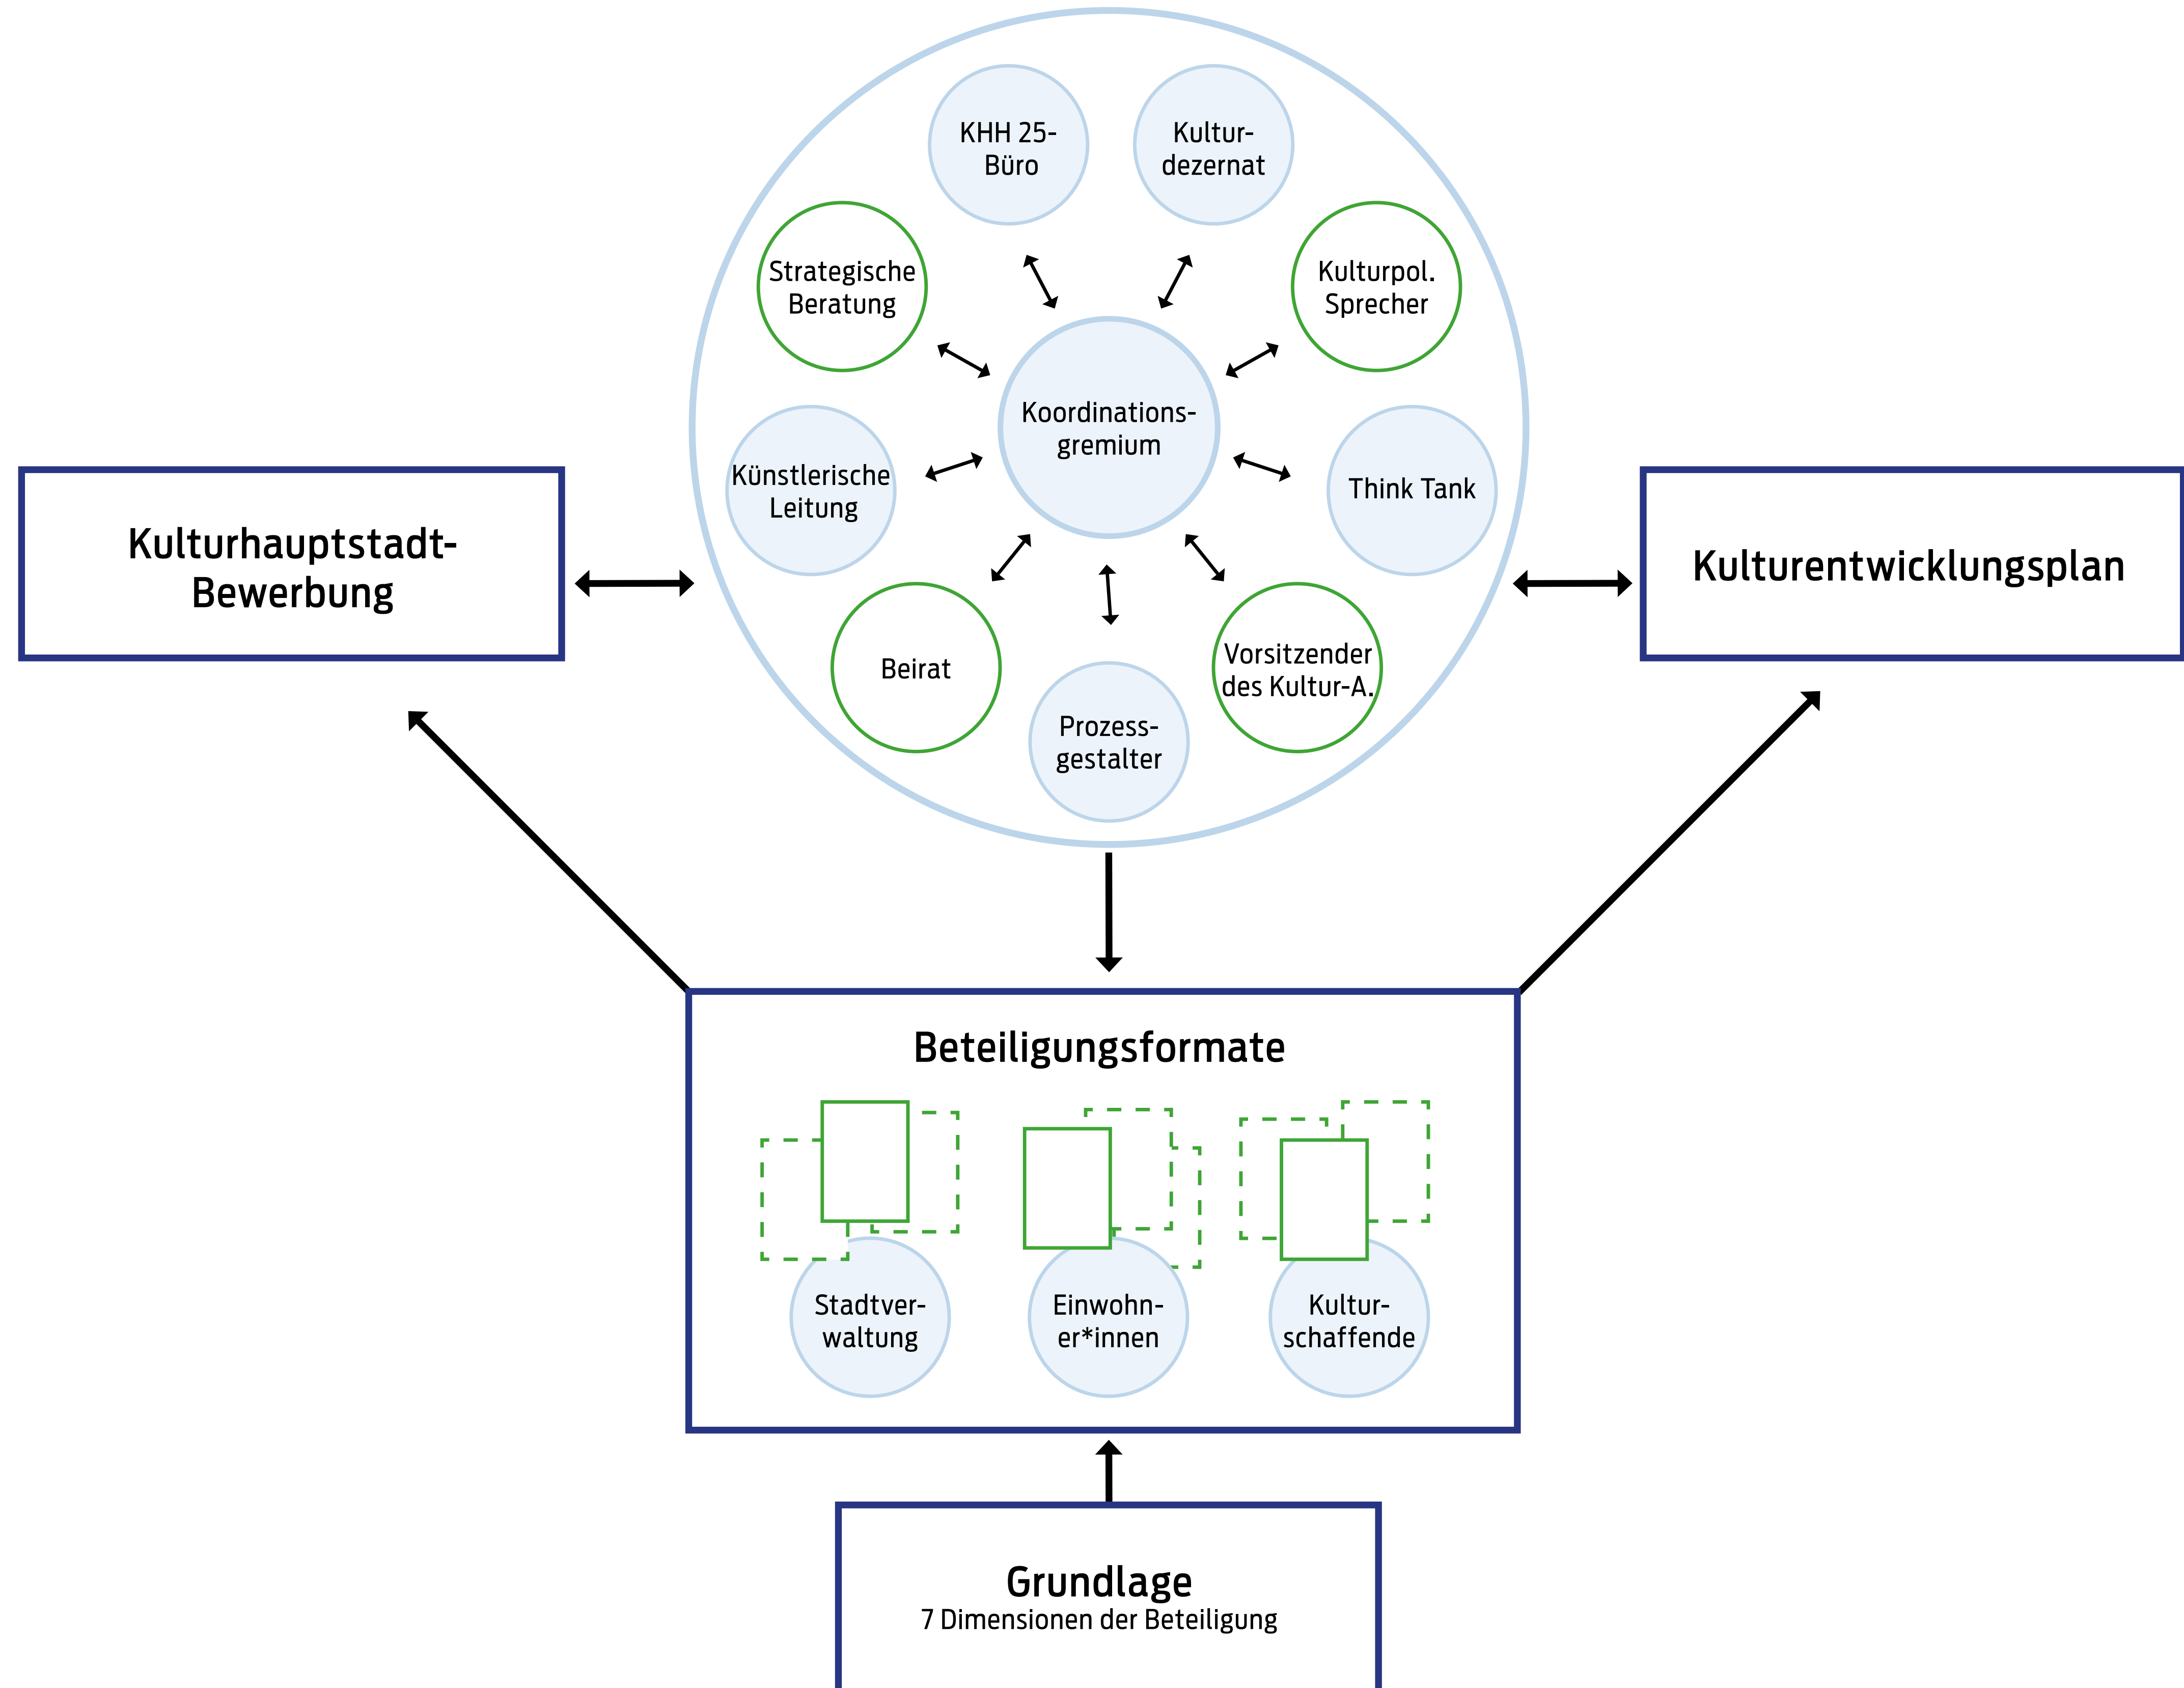 KHH 25-
Büro
Kultur-
dezernat
Strategische
Beratung
Kulturpol.
Sprecher
Koordinations-
gremium
Künstlerische
Leitung
Think Tank
Kulturhauptstadt-
Bewerbung
Kulturentwicklungsplan
Beirat
Vorsitzender
des Kultur-A.
Prozess-
gestalter
Beteiligungsformate
Stadtver-
waltung
Einwohn-
er*innen
Kultur-
schaffende
Grundlage
7 Dimensionen der Beteiligung